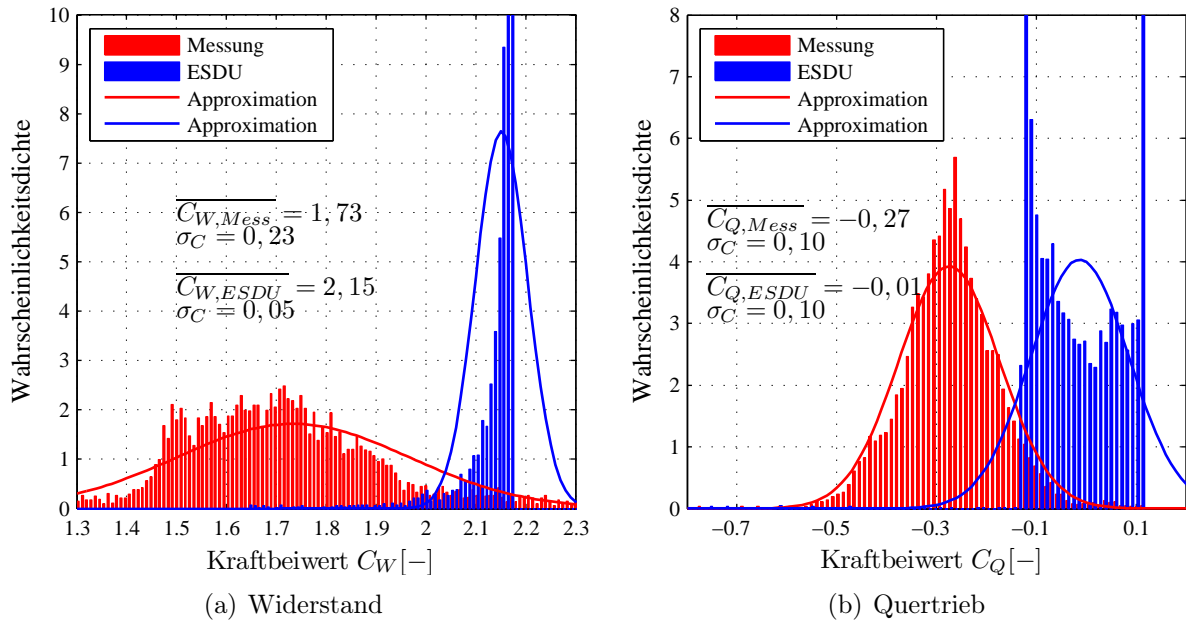 10
9
8
7
6
5
4
3
2
1
0
Wahrscheinlichkeitsdichte
Messung
ESDU
Approximation
Approximation
C_{W,Mess} = 1,73
σ_C = 0,23
C_{W,ESDU} = 2,15
σ_C = 0,05
1.3 1.4 1.5 1.6 1.7 1.8 1.9 2 2.1 2.2 2.3
Kraftbeiwert C_W[−]
(a) Widerstand
8
7
6
5
4
3
2
1
0
Wahrscheinlichkeitsdichte
Messung
ESDU
Approximation
Approximation
C_{Q,Mess} = −0,27
σ_C = 0,10
C_{Q,ESDU} = −0,01
σ_C = 0,10
−0.7 −0.5 −0.3 −0.1 0.1
Kraftbeiwert C_Q[−]
(b) Quertrieb